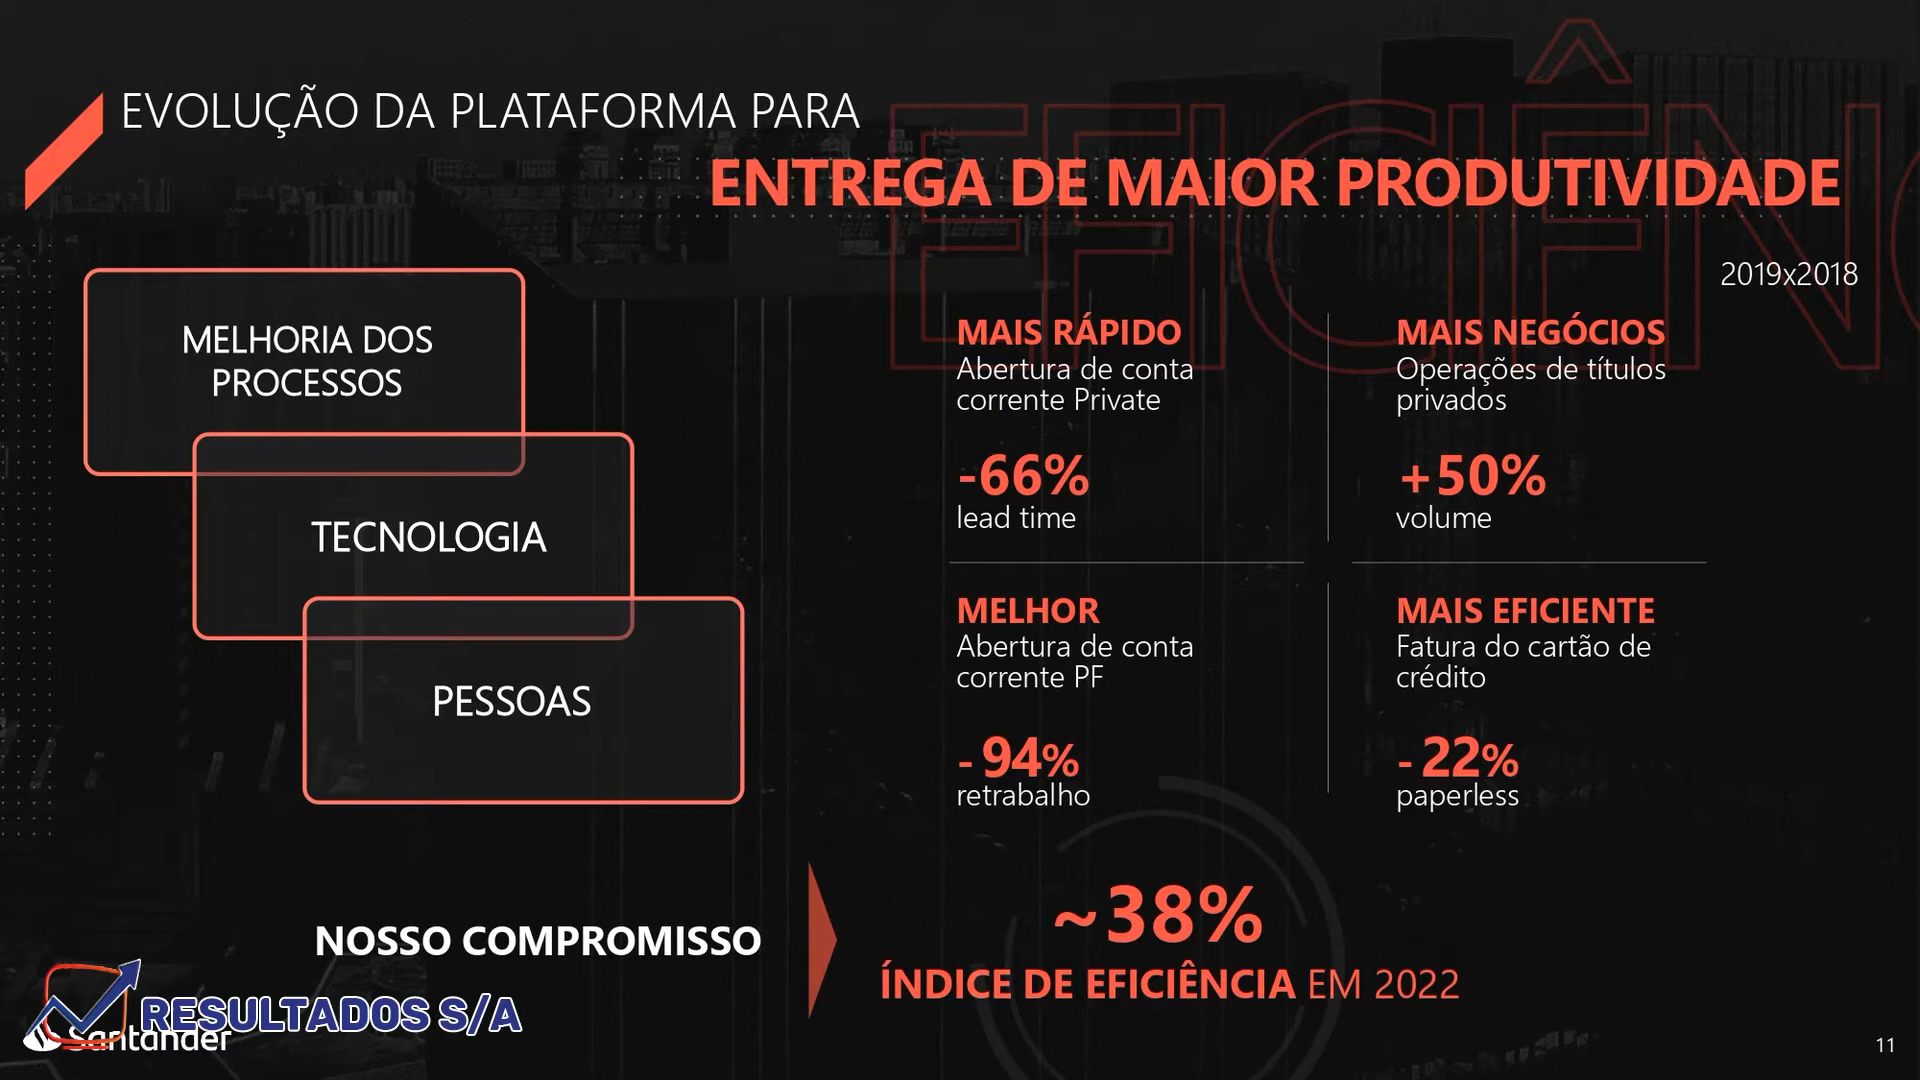 EVOLUÇÃO DA PLATAFORMA PARA
ENTREGA DE MAIOR PRODUTIVIDADE
EFICIÊNC
2019x2018
MELHORIA DOS
PROCESSOS
TECNOLOGIA
PESSOAS
MAIS RÁPIDO
Abertura de conta
corrente Private
-66%
lead time
MAIS NEGÓCIOS
Operações de títulos
privados
+50%
volume
MELHOR
Abertura de conta
corrente PF
- 94%
retrabalho
MAIS EFICIENTE
Fatura do cartão de
crédito
- 22%
paperless
NOSSO COMPROMISSO
~38%
ÍNDICE DE EFICIÊNCIA EM 2022
RESULTADOS S/A
Santander
11